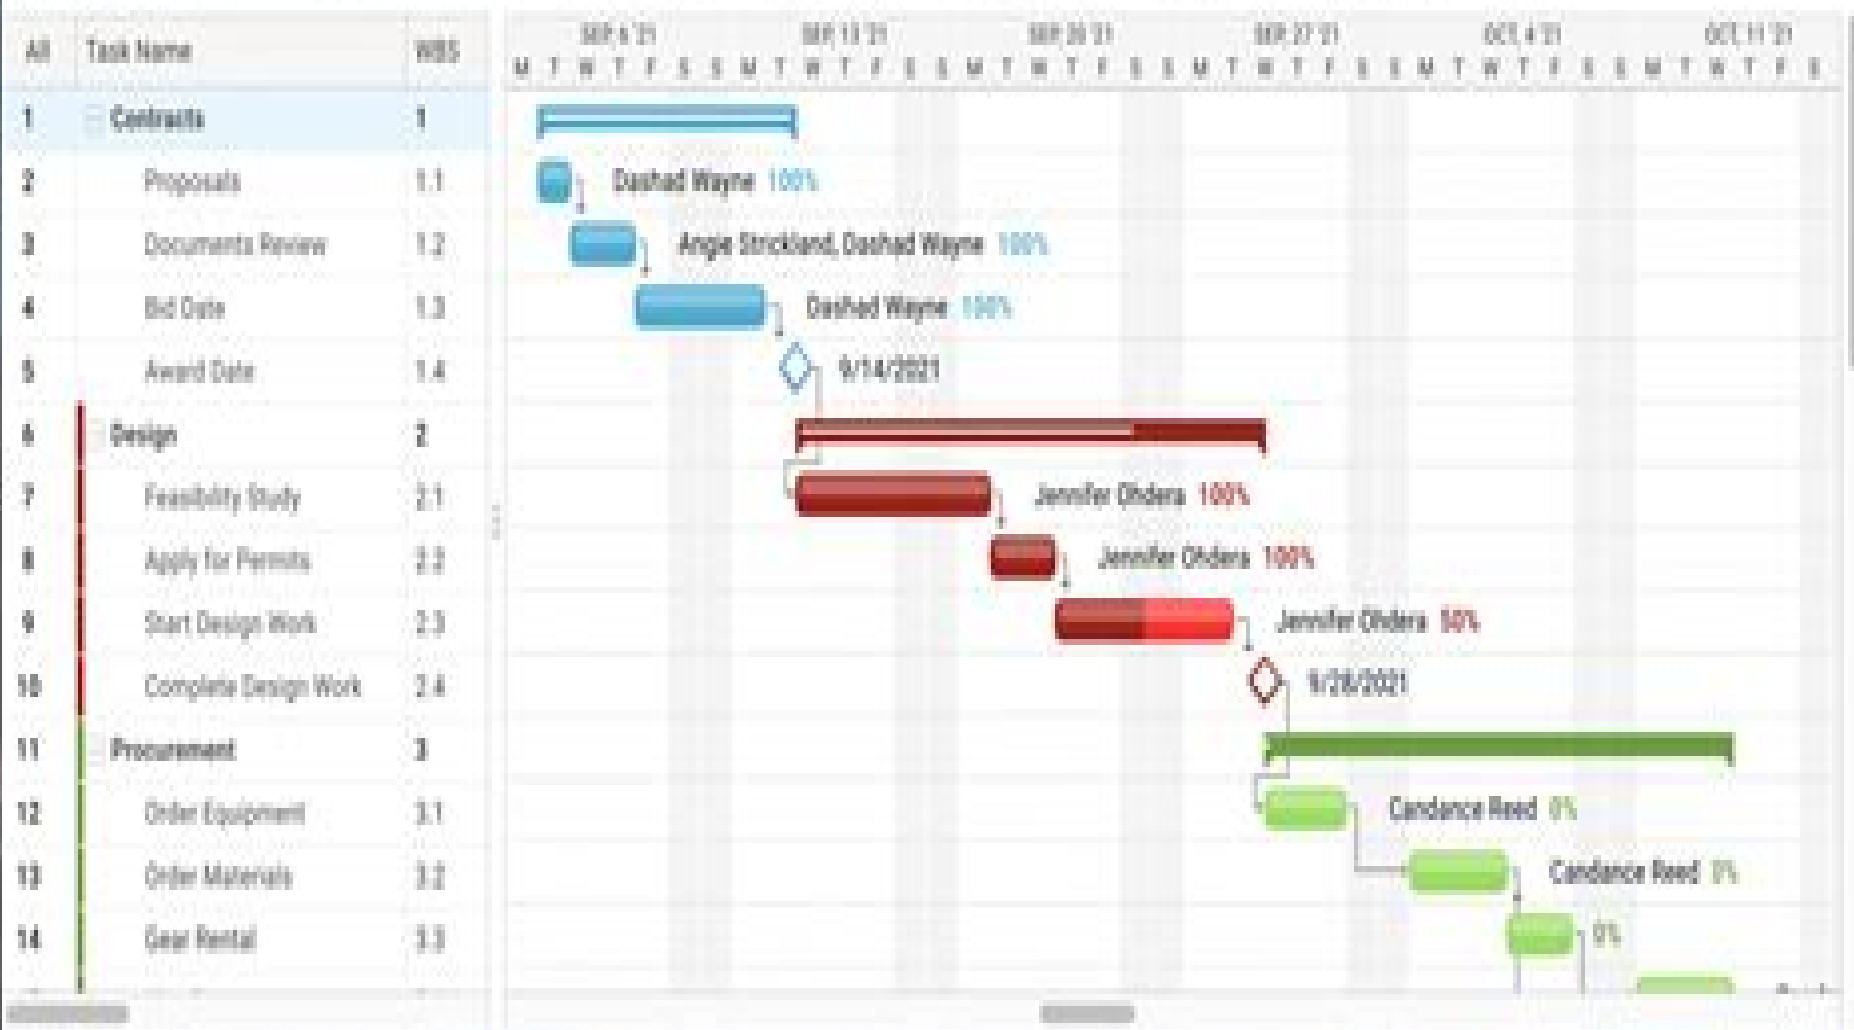 SEP, 6 '21 SEP, 13 '21 SEP, 20 '21 SEP, 27 '21 OCT, 4 '21 OCT, 11 '21
All Task Name WBS
M T W T F S S M T W T F S S M T W T F S S M T W T F S S M T W T F S S M T W T F S
1 Contracts 1
2 Proposals 1.1 Dashad Wayne 100%
3 Documents Review 1.2 Angie Strickland, Dashad Wayne 100%
4 Bid Date 1.3 Dashad Wayne 100%
5 Award Date 1.4 9/14/2021
6 Design 2
7 Feasibility Study 2.1 Jennifer Ohdera 100%
8 Apply for Permits 2.2 Jennifer Ohdera 100%
9 Start Design Work 2.3 Jennifer Ohdera 50%
10 Complete Design Work 2.4 9/28/2021
11 Procurement 3
12 Order Equipment 3.1 Candance Reed 0%
13 Order Materials 3.2 Candance Reed 0%
14 Gear Rental 3.3 0%